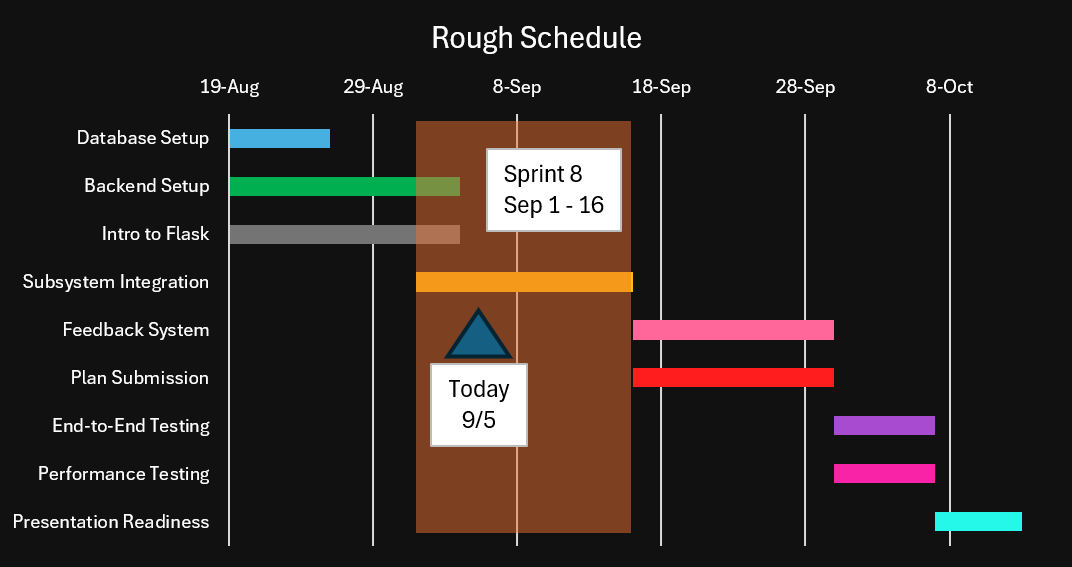 Rough Schedule
19-Aug
29-Aug
8-Sep
18-Sep
28-Sep
8-Oct
Database Setup
Backend Setup
Sprint 8
Sep 1 - 16
Intro to Flask
Subsystem Integration
Feedback System
Plan Submission
Today
9/5
End-to-End Testing
Performance Testing
Presentation Readiness